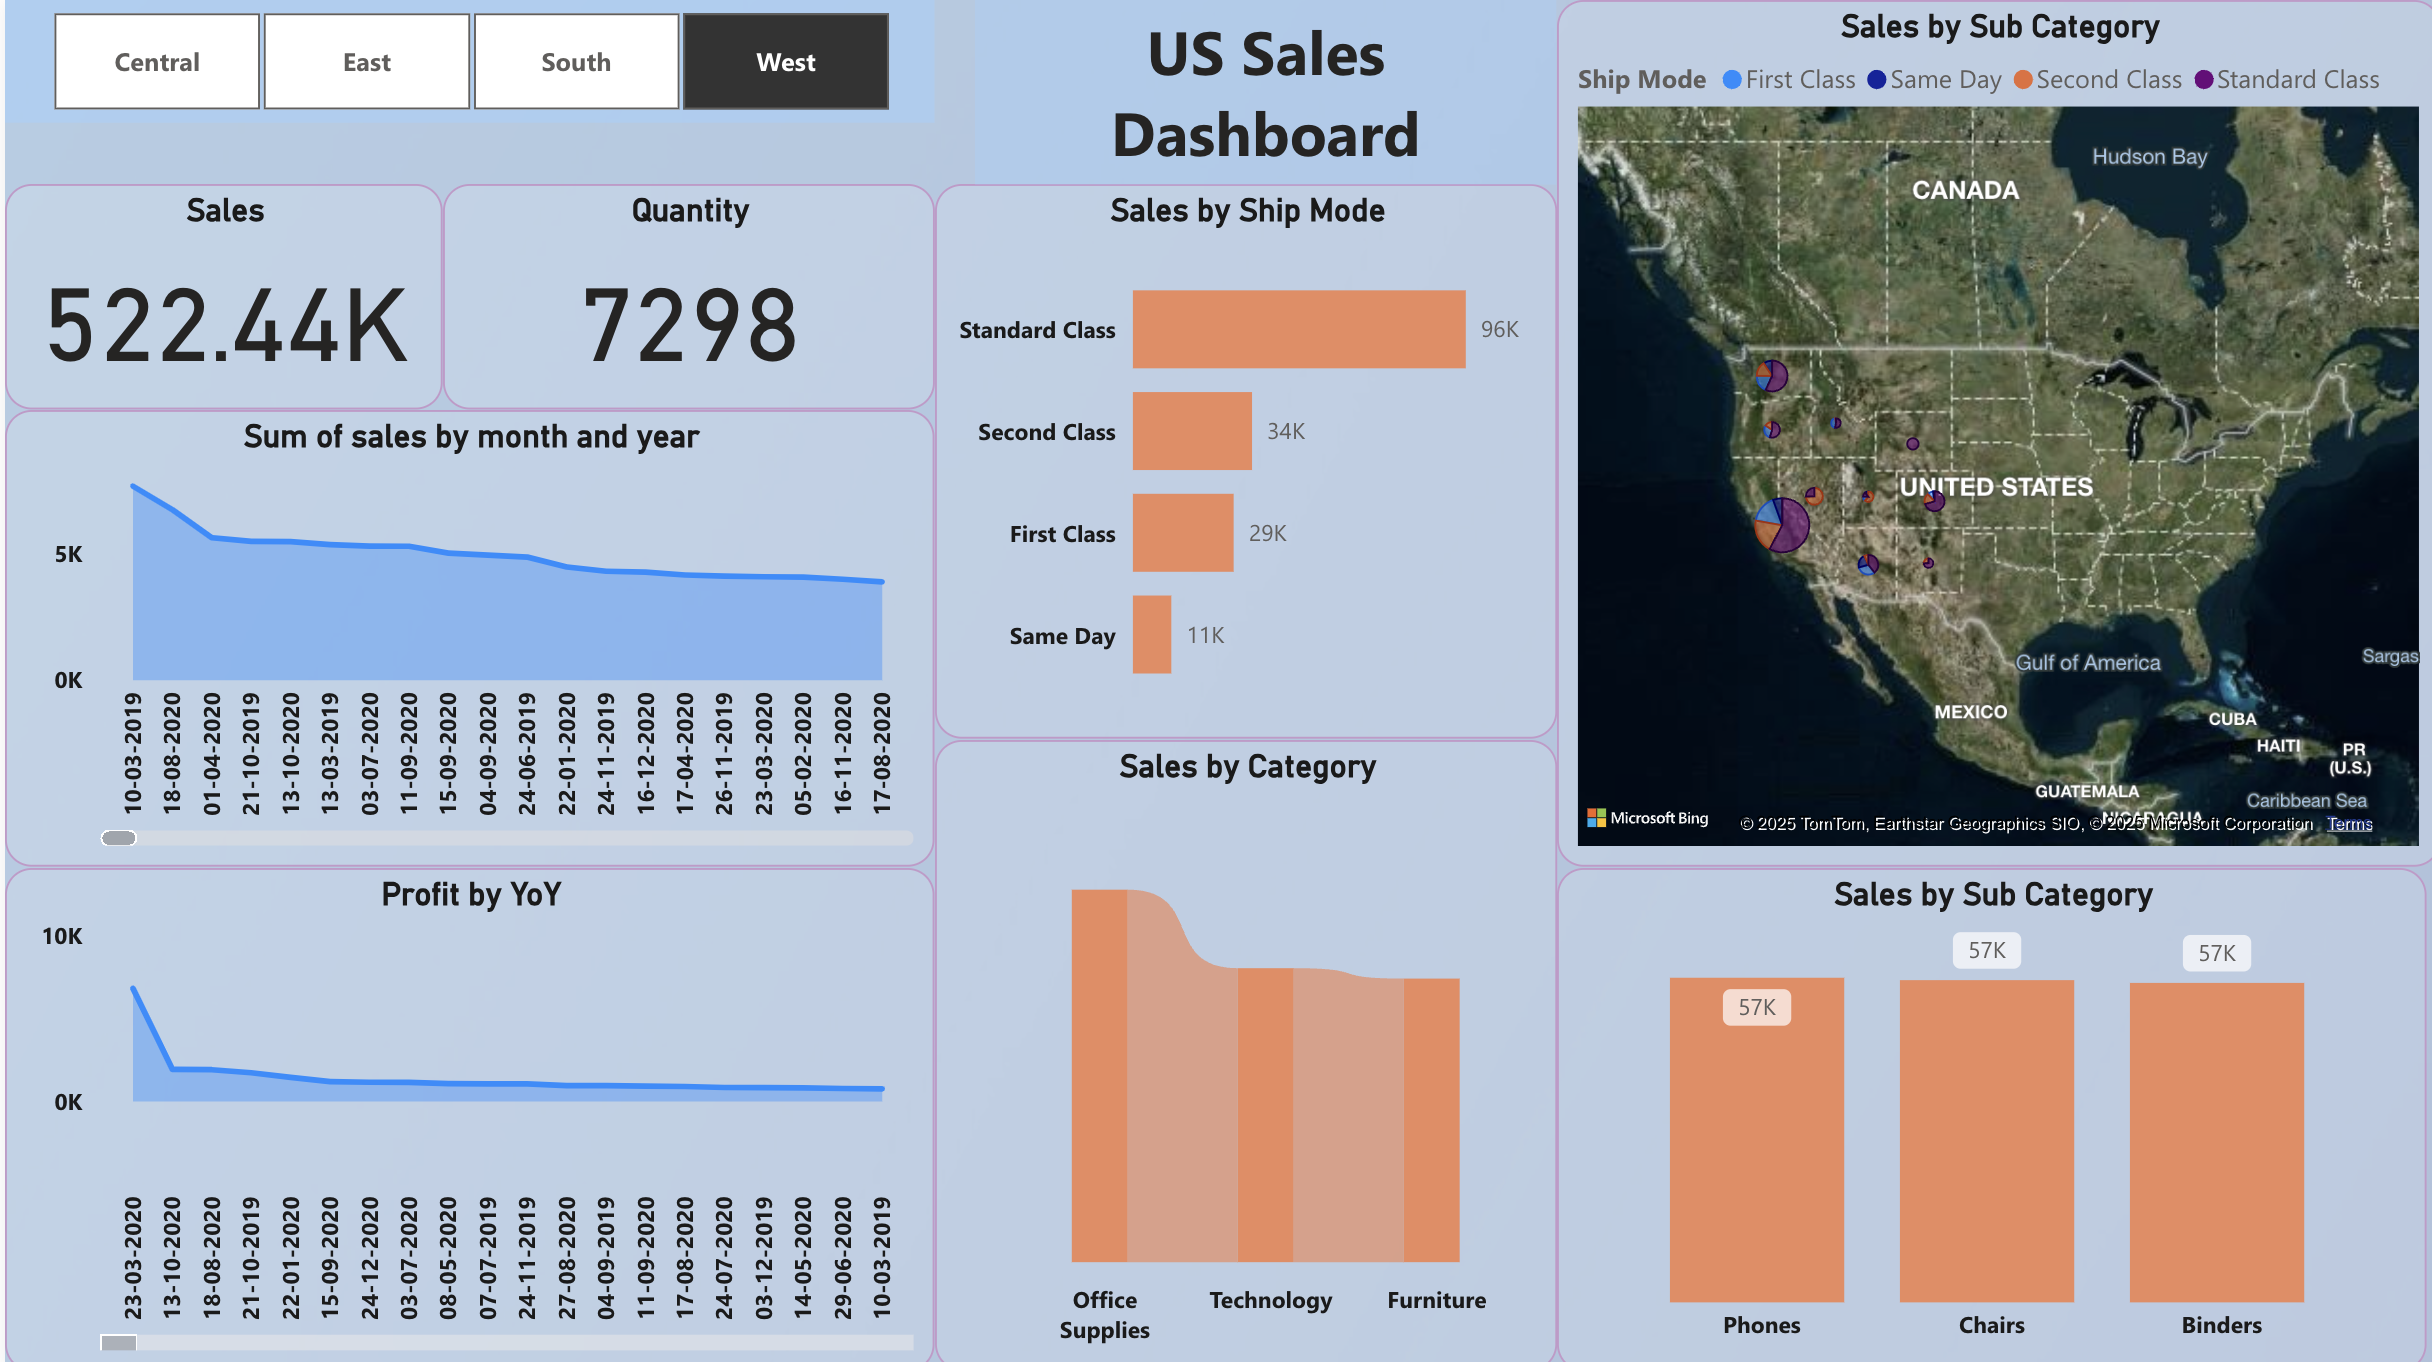 Central
East
South
West
US Sales
Dashboard
Sales
522.44K
Quantity
7298
Sum of sales by month and year
5K
0K
10-03-2019
18-08-2020
01-04-2020
21-10-2019
13-10-2020
13-03-2019
03-07-2020
11-09-2020
15-09-2020
04-09-2020
24-06-2019
22-01-2020
24-11-2019
16-12-2020
17-04-2020
26-11-2019
23-03-2020
05-02-2020
16-11-2020
17-08-2020
Profit by YoY
10K
0K
23-03-2020
13-10-2020
18-08-2020
21-10-2019
22-01-2020
15-09-2020
24-12-2020
03-07-2020
08-05-2020
07-07-2019
24-11-2019
27-08-2020
04-09-2019
11-09-2020
17-08-2020
24-07-2020
03-12-2019
14-05-2020
29-06-2020
10-03-2019
Sales by Ship Mode
Standard Class 96K
Second Class 34K
First Class 29K
Same Day 11K
Sales by Category
Office
Supplies
Technology
Furniture
Sales by Sub Category
Ship Mode First Class Same Day Second Class Standard Class
Hudson Bay
CANADA
UNITED STATES
Gulf of America
Sargas
MEXICO
CUBA
HAITI
PR
(U.S.)
GUATEMALA
Caribbean Sea
NICARAGUA
Microsoft Bing
© 2025 TomTom, Earthstar Geographics SIO, © 2025 Microsoft Corporation Terms
Sales by Sub Category
57K
57K
57K
Phones
Chairs
Binders